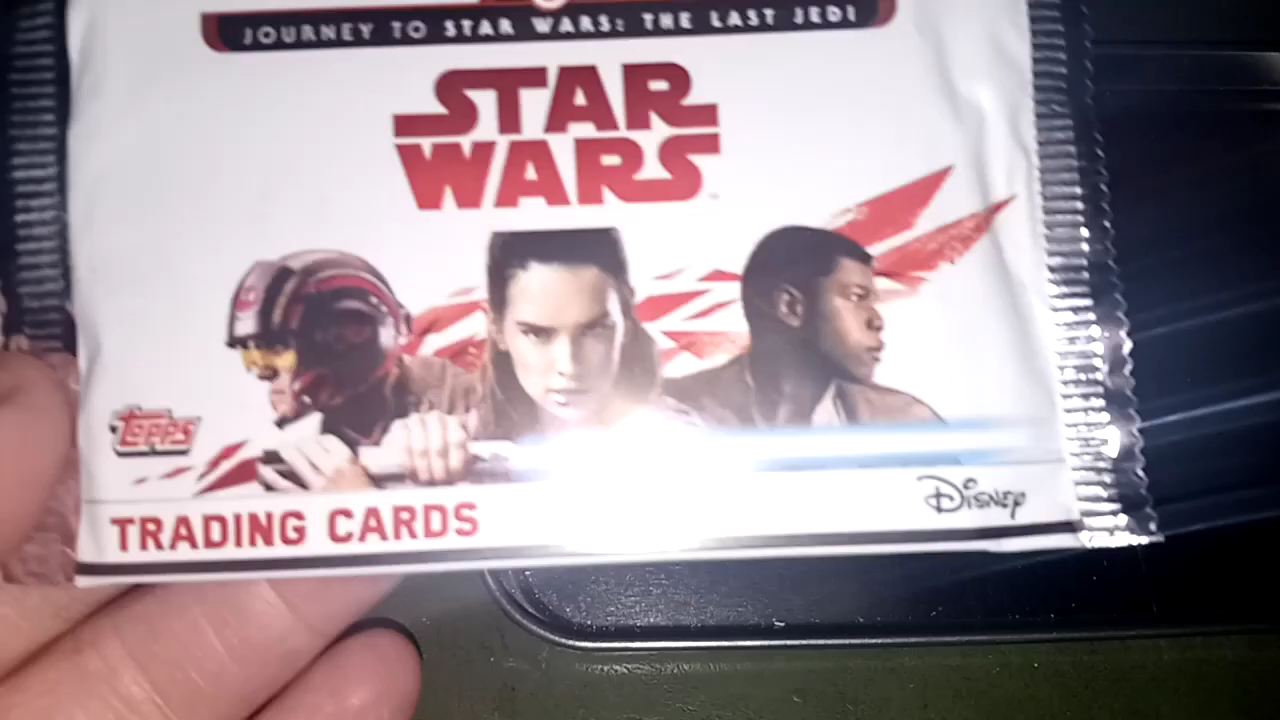 JOURNEY TO STAR WARS: THE LAST JEDI
STAR
WARS
TOPPS
TRADING CARDS
DISNEY